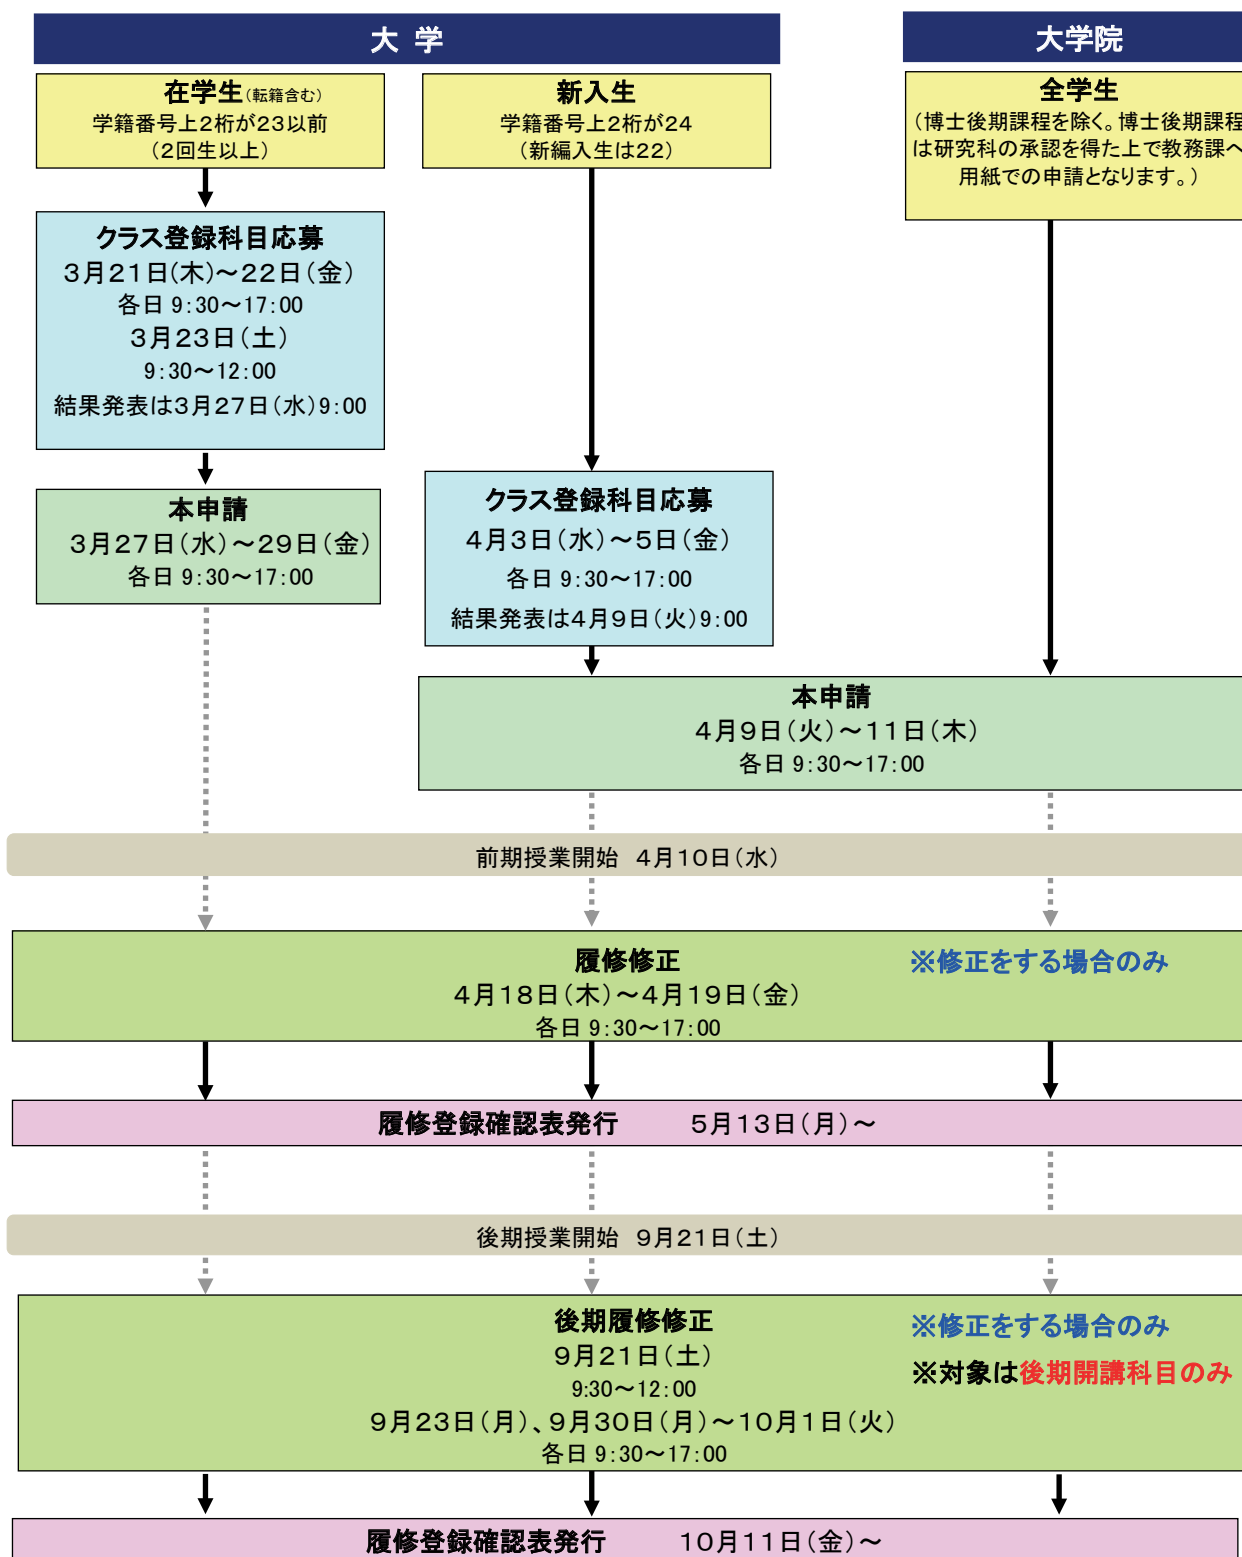 大 学
在学生(転籍含む)
学籍番号上2桁が23以前
(2回生以上)
クラス登録科目応募
3月21日(木)~22日(金)
各日 9:30~17:00
3月23日(土)
9:30~12:00
結果発表は3月27日(水)9:00
本申請
3月27日(水)~29日(金)
各日 9:30~17:00
新入生
学籍番号上2桁が24
(新編入生は22)
クラス登録科目応募
4月3日(水)~5日(金)
各日 9:30~17:00
結果発表は4月9日(火)9:00
大学院
全学生
(博士後期課程を除く。博士後期課程
は研究科の承認を得た上で教務課へ
用紙での申請となります。)
本申請
4月9日(火)~11日(木)
各日 9:30~17:00
前期授業開始 4月10日(水)
履修修正 ※修正をする場合のみ
4月18日(木)~4月19日(金)
各日 9:30~17:00
履修登録確認表発行 5月13日(月)~
後期授業開始 9月21日(土)
後期履修修正 ※修正をする場合のみ
9月21日(土)
※対象は後期開講科目のみ
9:30~12:00
9月23日(月)、9月30日(月)~10月1日(火)
各日 9:30~17:00
履修登録確認表発行 10月11日(金)~